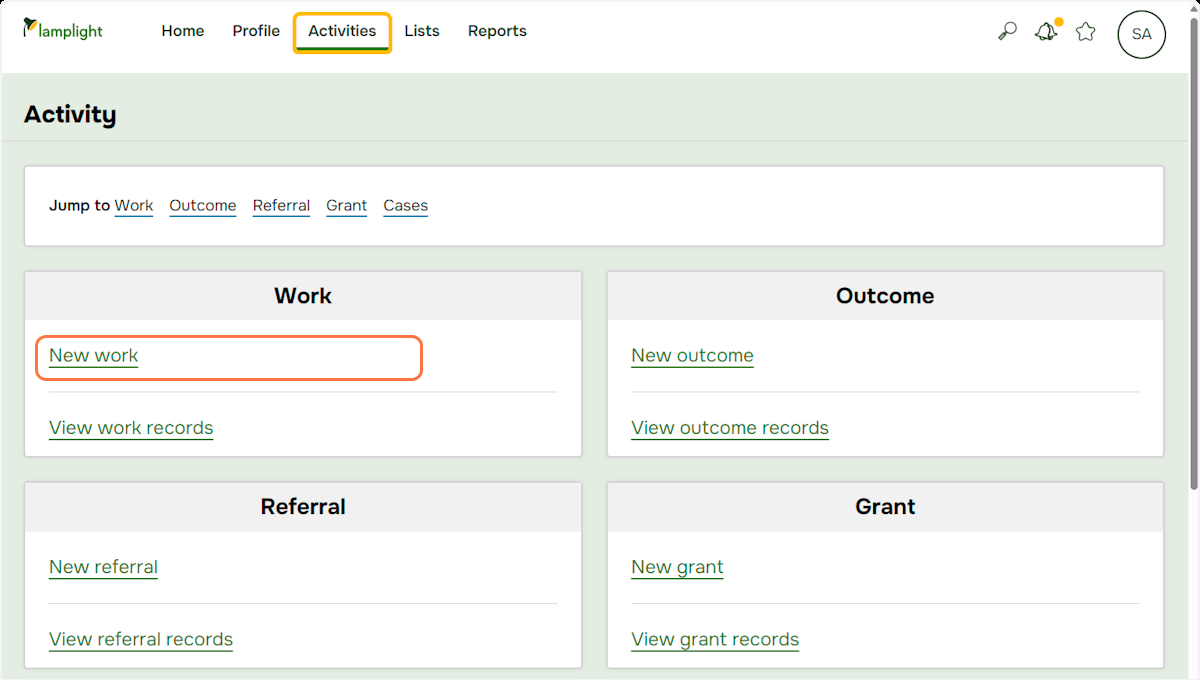 lamplight Home Profile Activities Lists Reports SA
Activity
Jump to Work Outcome Referral Grant Cases
Work
New work
View work records
Outcome
New outcome
View outcome records
Referral
New referral
View referral records
Grant
New grant
View grant records